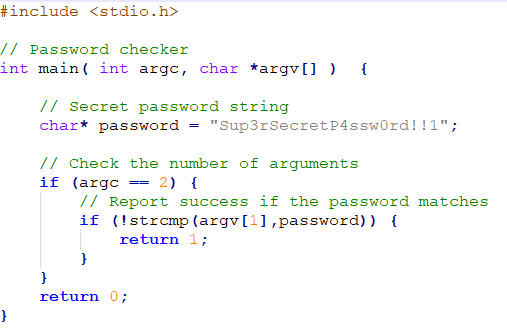 #include <stdio.h>
// Password checker
int main( int argc, char *argv[] )  {
// Secret password string
char* password = "Sup3rSecretP4ssw0rd!!1";
// Check the number of arguments
if (argc == 2) {
// Report success if the password matches
if (!strcmp(argv[1],password)) {
return 1;
}
}
return 0;
}